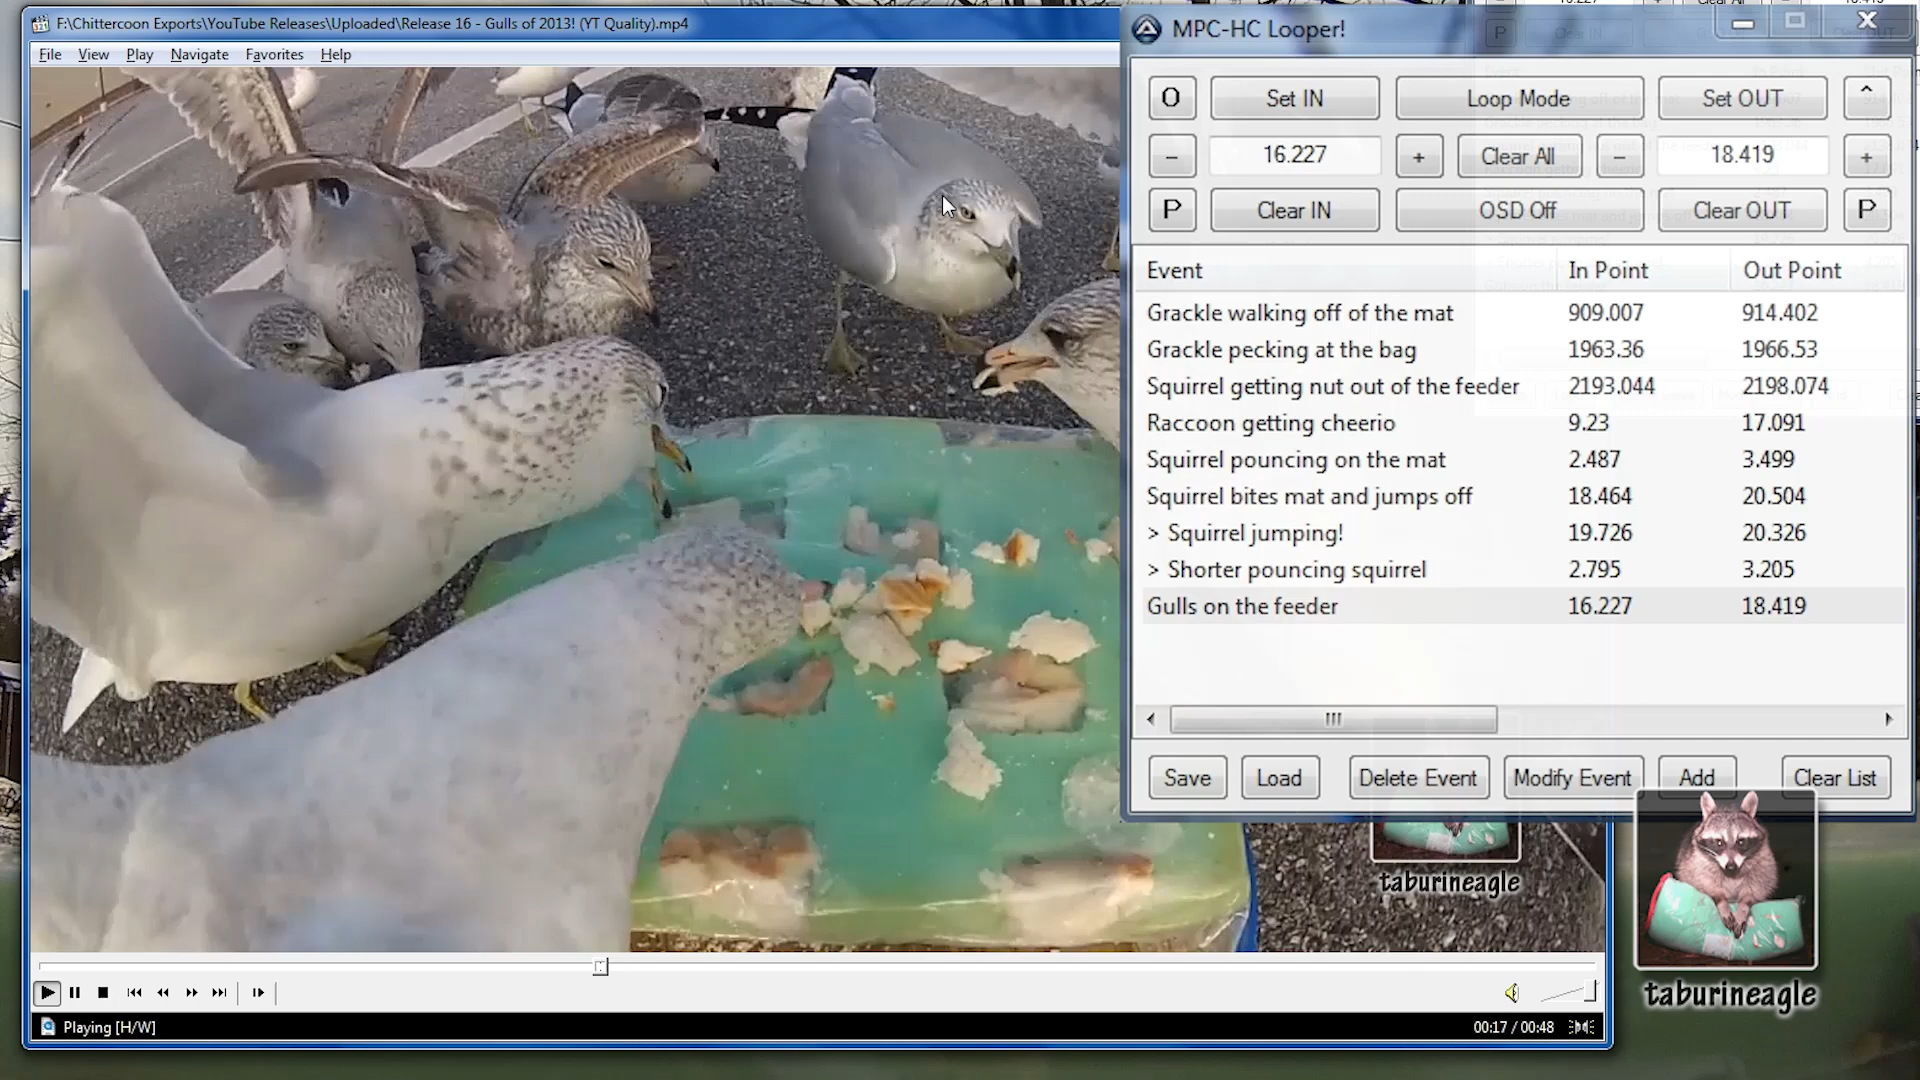 F:\Chittercoon Exports\YouTube Releases\Uploaded\Release 16 - Gulls of 2013! (YT Quality).mp4
File View Play Navigate Favorites Help
MPC-HC Looper!
O Set IN Loop Mode Set OUT ^
- 16.227 + Clear All - 18.419 +
P Clear IN OSD Off Clear OUT P
Event In Point Out Point
Grackle walking off of the mat 909.007 914.402
Grackle pecking at the bag 1963.36 1966.53
Squirrel getting nut out of the feeder 2193.044 2198.074
Raccoon getting cheerio 9.23 17.091
Squirrel pouncing on the mat 2.487 3.499
Squirrel bites mat and jumps off 18.464 20.504
> Squirrel jumping! 19.726 20.326
> Shorter pouncing squirrel 2.795 3.205
Gulls on the feeder 16.227 18.419
Save Load Delete Event Modify Event Add Clear List
taburineagle
taburineagle
Playing [H/W] 00:17 / 00:48